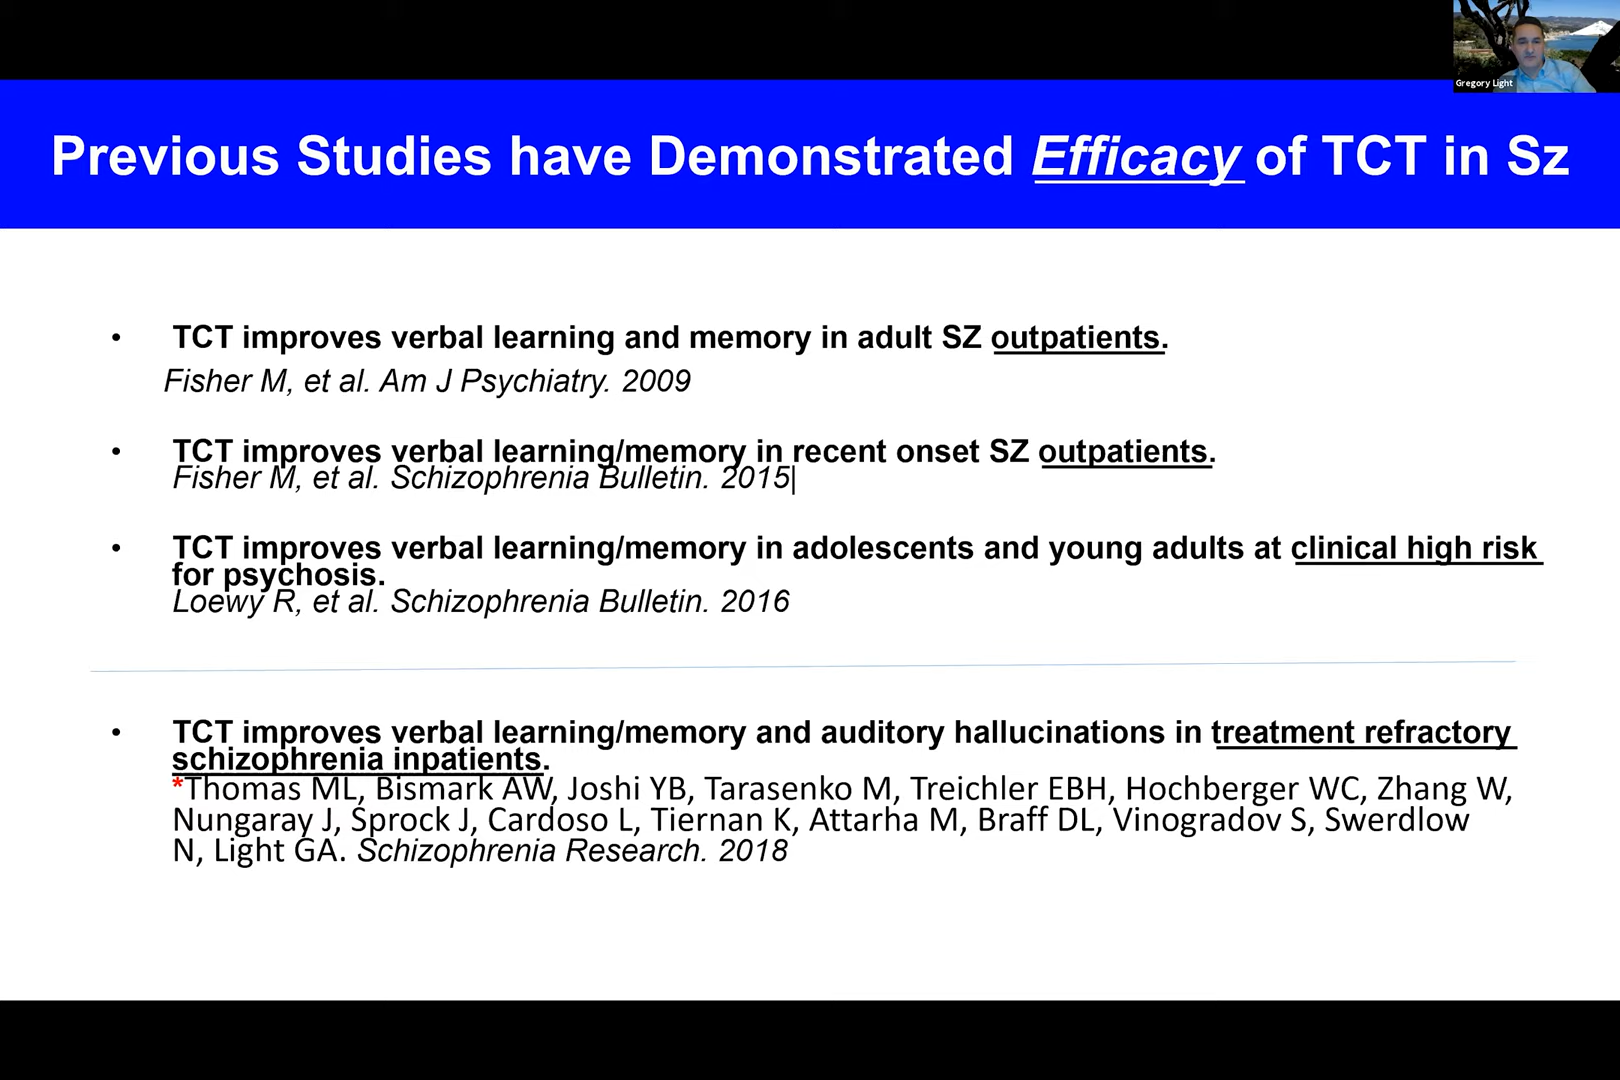 Gregory Light
Previous Studies have Demonstrated Efficacy of TCT in Sz
• TCT improves verbal learning and memory in adult SZ outpatients.
Fisher M, et al. Am J Psychiatry. 2009
• TCT improves verbal learning/memory in recent onset SZ outpatients.
Fisher M, et al. Schizophrenia Bulletin. 2015|
• TCT improves verbal learning/memory in adolescents and young adults at clinical high risk
for psychosis.
Loewy R, et al. Schizophrenia Bulletin. 2016
• TCT improves verbal learning/memory and auditory hallucinations in treatment refractory
schizophrenia inpatients.
*Thomas ML, Bismark AW, Joshi YB, Tarasenko M, Treichler EBH, Hochberger WC, Zhang W,
Nungaray J, Sprock J, Cardoso L, Tiernan K, Attarha M, Braff DL, Vinogradov S, Swerdlow
N, Light GA. Schizophrenia Research. 2018